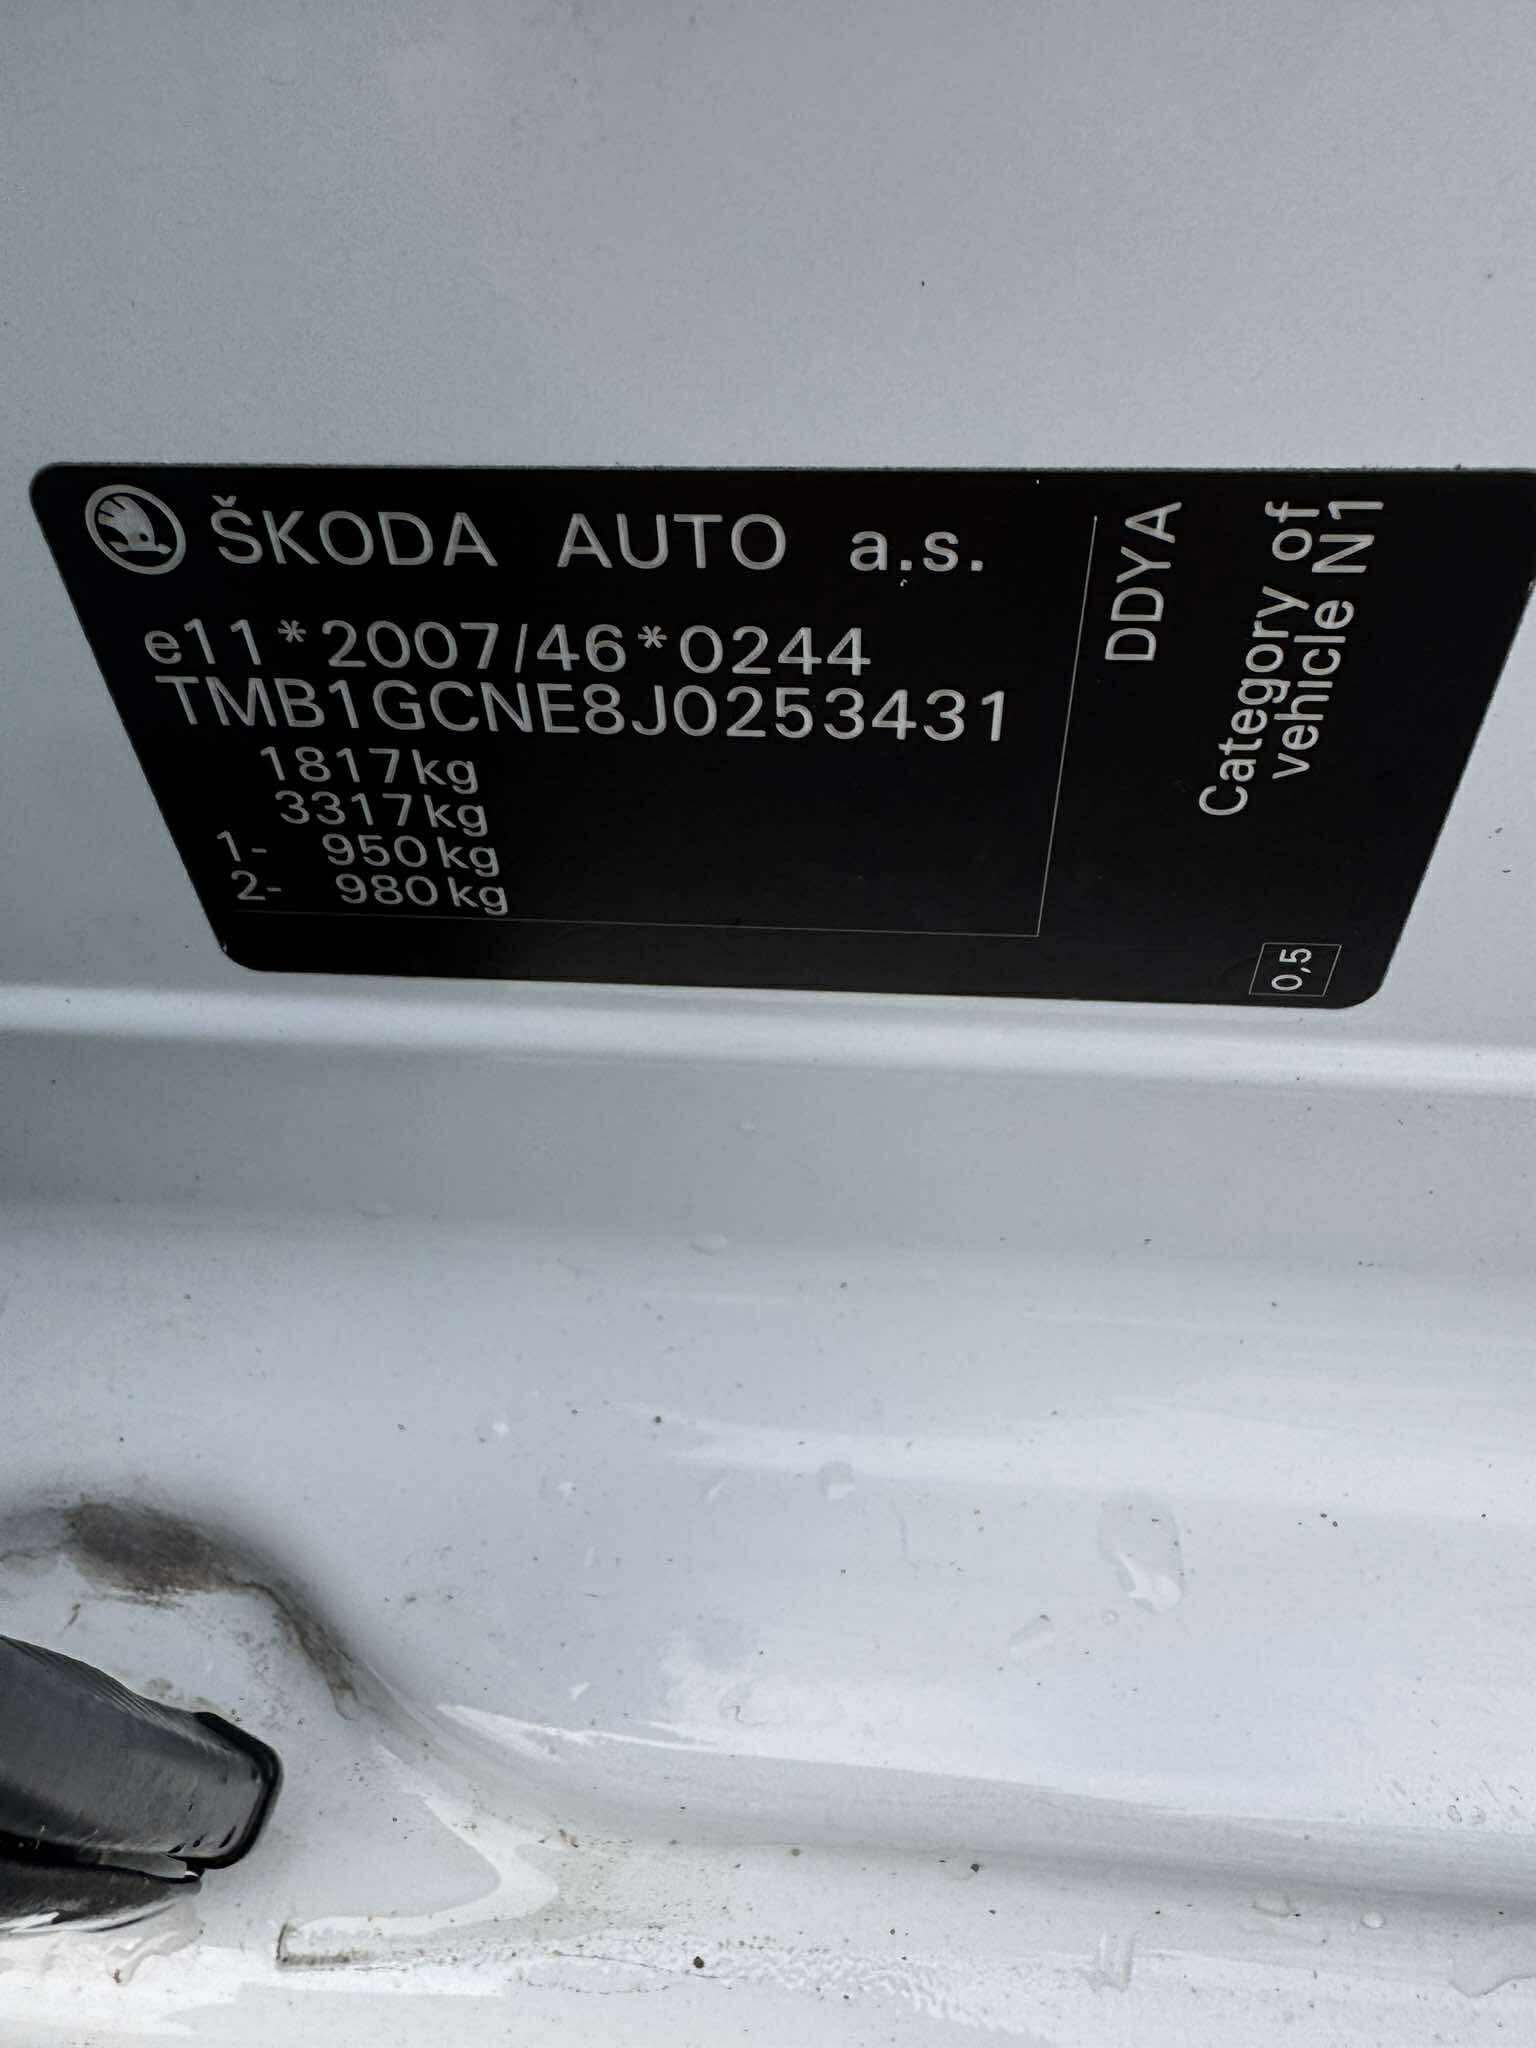 ŠKODA AUTO a.s.
e11*2007/46*0244
TMB1GCNE8J0253431
1817kg
3317kg
1- 950kg
2- 980kg
DDYA
Category of
vehicle N1
0,5